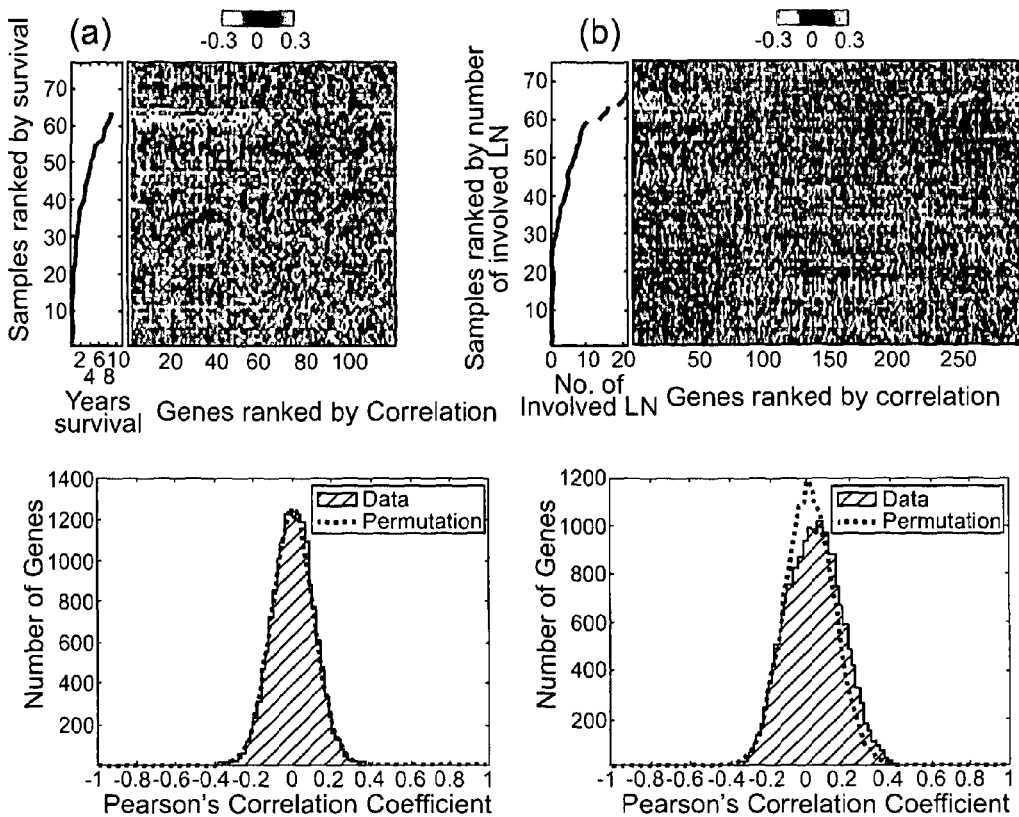 (a)
-0.3 0 0.3
Samples ranked by survival
70
60
50
40
30
20
10
2 6 10
4 8
Years
survival
20 40 60 80 100
Genes ranked by Correlation
(b)
-0.3 0 0.3
Samples ranked by number
of involved LN
70
60
50
40
30
20
10
0 10 20
No. of
Involved LN
50 100 150 200 250
Genes ranked by correlation
Number of Genes
1400
1200
1000
800
600
400
200
Data
Permutation
-1 -0.8 -0.6 -0.4 -0.2 0 0.2 0.4 0.6 0.8 1
Pearson's Correlation Coefficient
Number of Genes
1200
1000
800
600
400
200
Data
Permutation
-1 -0.8 -0.6 -0.4 -0.2 0 0.2 0.4 0.6 0.8 1
Pearson's Correlation Coefficient